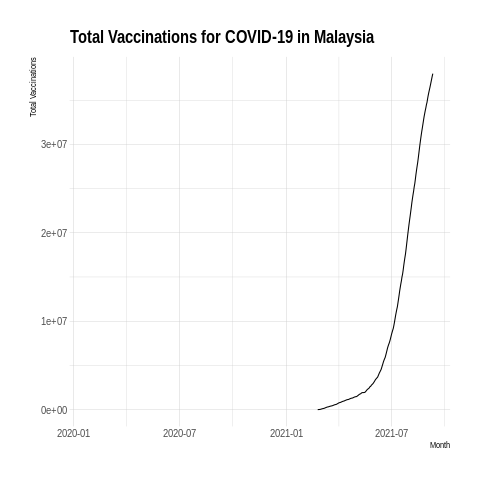 Total Vaccinations for COVID-19 in Malaysia
Total Vaccinations
3e+07
2e+07
1e+07
0e+00
2020-01 2020-07 2021-01 2021-07
Month